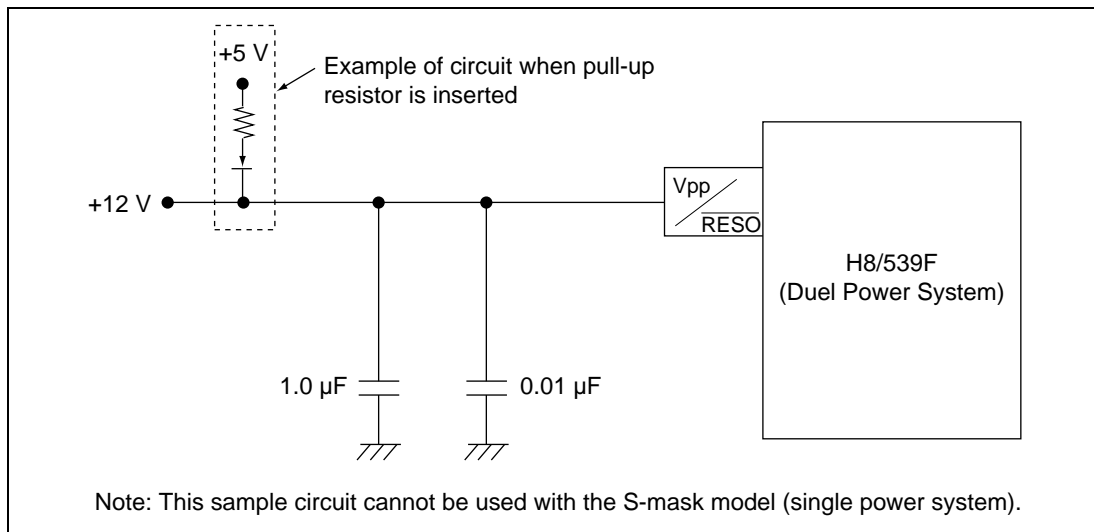 +5 V
Example of circuit when pull-up
resistor is inserted
+12 V
Vpp
RESO
H8/539F
(Duel Power System)
1.0 µF
0.01 µF
Note: This sample circuit cannot be used with the S-mask model (single power system).